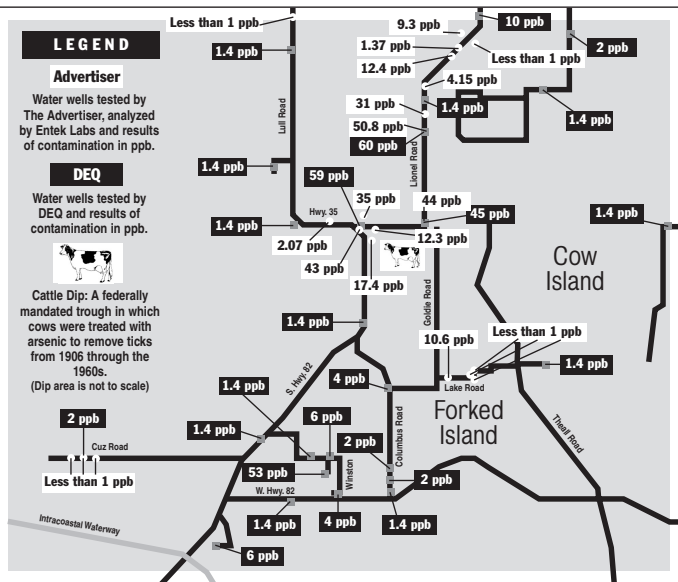 LEGEND
Advertiser
Water wells tested by
The Advertiser, analyzed
by Entek Labs and results
of contamination in ppb.
DEQ
Water wells tested by
DEQ and results of
contamination in ppb.
Cattle Dip: A federally
mandated trough in which
cows were treated with
arsenic to remove ticks
from 1906 through the
1960s.
(Dip area is not to scale)
Less than 1 ppb
1.4 ppb
9.3 ppb
10 ppb
1.37 ppb
2 ppb
12.4 ppb
Less than 1 ppb
4.15 ppb
31 ppb
1.4 ppb
1.4 ppb
50.8 ppb
60 ppb
Lull Road
Lionel Road
1.4 ppb
59 ppb
35 ppb
44 ppb
45 ppb
1.4 ppb
Hwy. 35
1.4 ppb
2.07 ppb
12.3 ppb
43 ppb
17.4 ppb
Cow
Island
Goldie Road
1.4 ppb
10.6 ppb
Less than 1 ppb
1.4 ppb
S. Hwy. 82
4 ppb
Lake Road
1.4 ppb
Forked
Island
Theall Road
Columbus Road
2 ppb
Cuz Road
1.4 ppb
6 ppb
2 ppb
53 ppb
Winston
Less than 1 ppb
2 ppb
W. Hwy. 82
1.4 ppb
4 ppb
1.4 ppb
Intracoastal Waterway
6 ppb